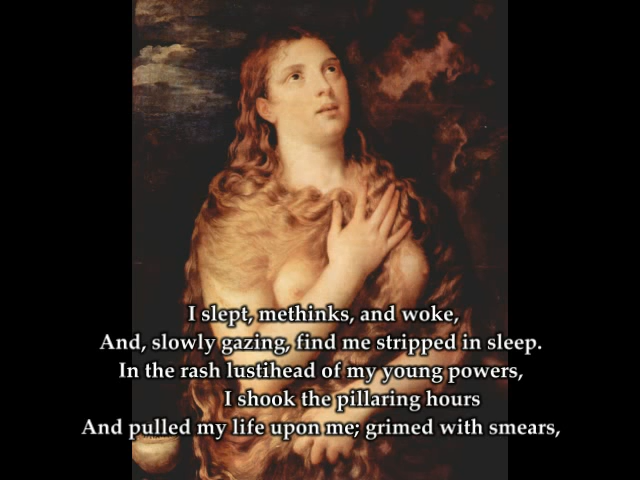 I slept, methinks, and woke,
And, slowly gazing, find me stripped in sleep.
In the rash lustihead of my young powers,
I shook the pillaring hours
And pulled my life upon me; grimed with smears,